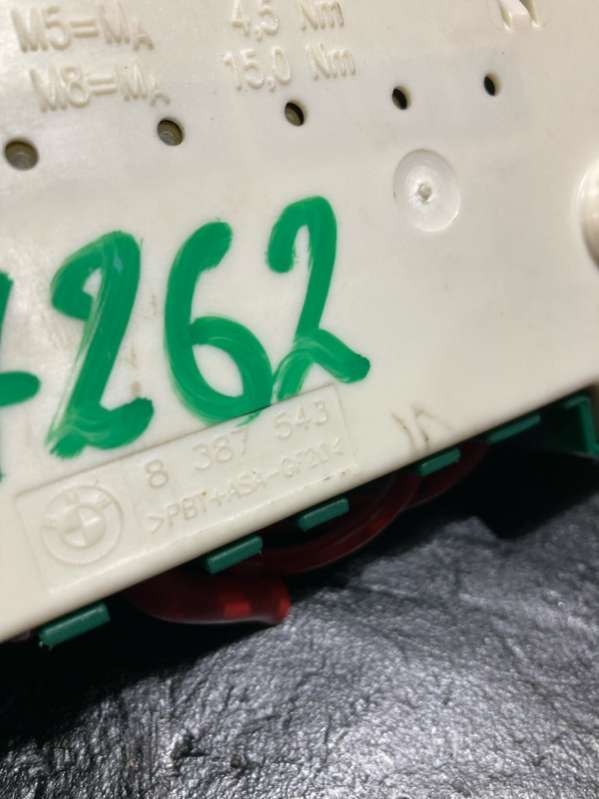 M5=MA 4,5 Nm
M8=MA 15,0 Nm
262
8 387 543
>PBT+ASA-GF20<